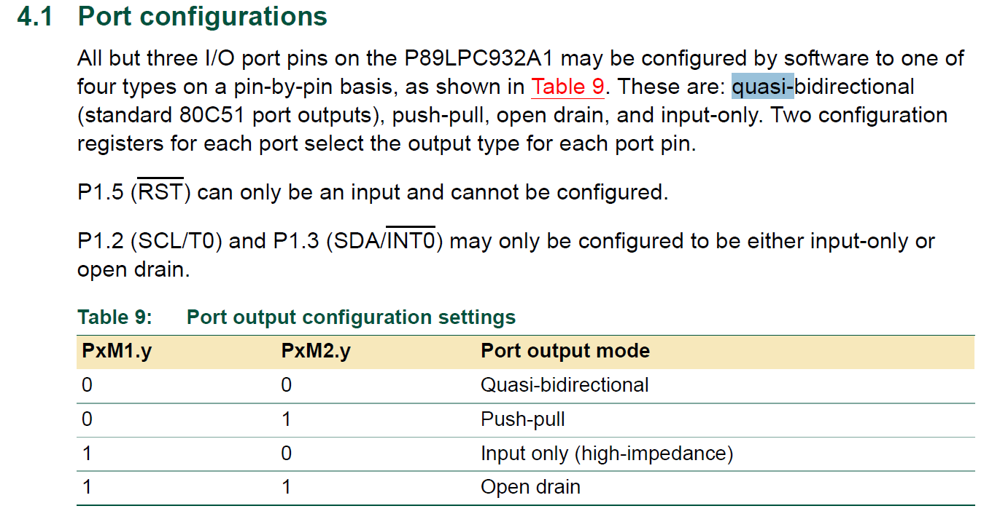 4.1 Port configurations
All but three I/O port pins on the P89LPC932A1 may be configured by software to one of
four types on a pin-by-pin basis, as shown in Table 9. These are: quasi-bidirectional
(standard 80C51 port outputs), push-pull, open drain, and input-only. Two configuration
registers for each port select the output type for each port pin.
P1.5 (R̅S̅T̅) can only be an input and cannot be configured.
P1.2 (SCL/T0) and P1.3 (SDA/I̅N̅T̅0̅) may only be configured to be either input-only or
open drain.
Table 9: Port output configuration settings
PxM1.y PxM2.y Port output mode
0 0 Quasi-bidirectional
0 1 Push-pull
1 0 Input only (high-impedance)
1 1 Open drain